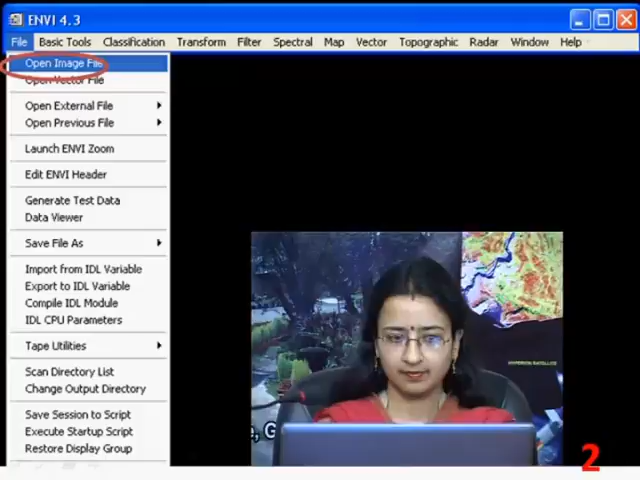 ENVI 4.3
File Basic Tools Classification Transform Filter Spectral Map Vector Topographic Radar Window Help
Open Image File
Open Vector File
Open External File
Open Previous File
Launch ENVI Zoom
Edit ENVI Header
Generate Test Data
Data Viewer
Save File As
Import from IDL Variable
Export to IDL Variable
Compile IDL Module
IDL CPU Parameters
Tape Utilities
Scan Directory List
Change Output Directory
Save Session to Script
Execute Startup Script
Restore Display Group
e, G
2